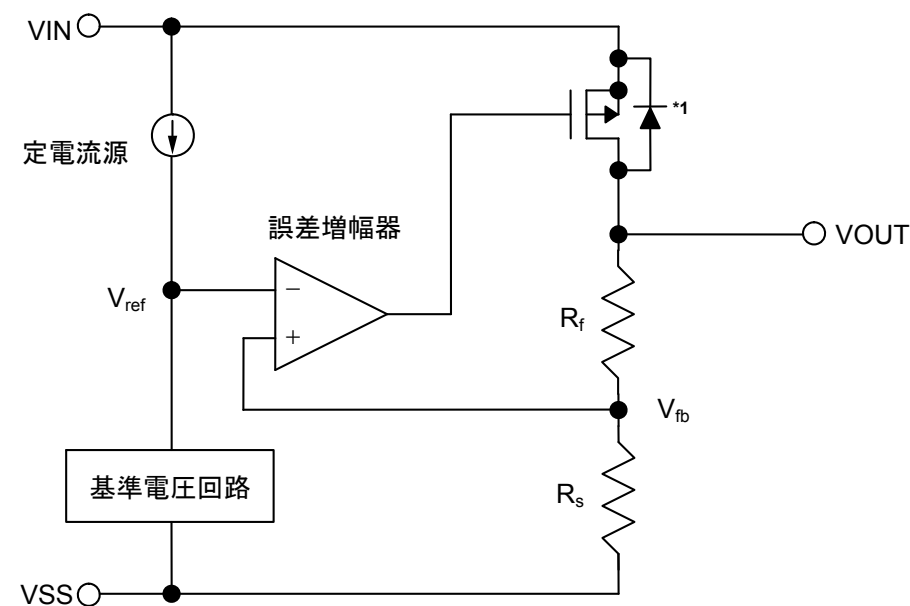 VIN
*1
定電流源
誤差増幅器
VOUT
Vref
−
+
Rf
Vfb
基準電圧回路
Rs
VSS